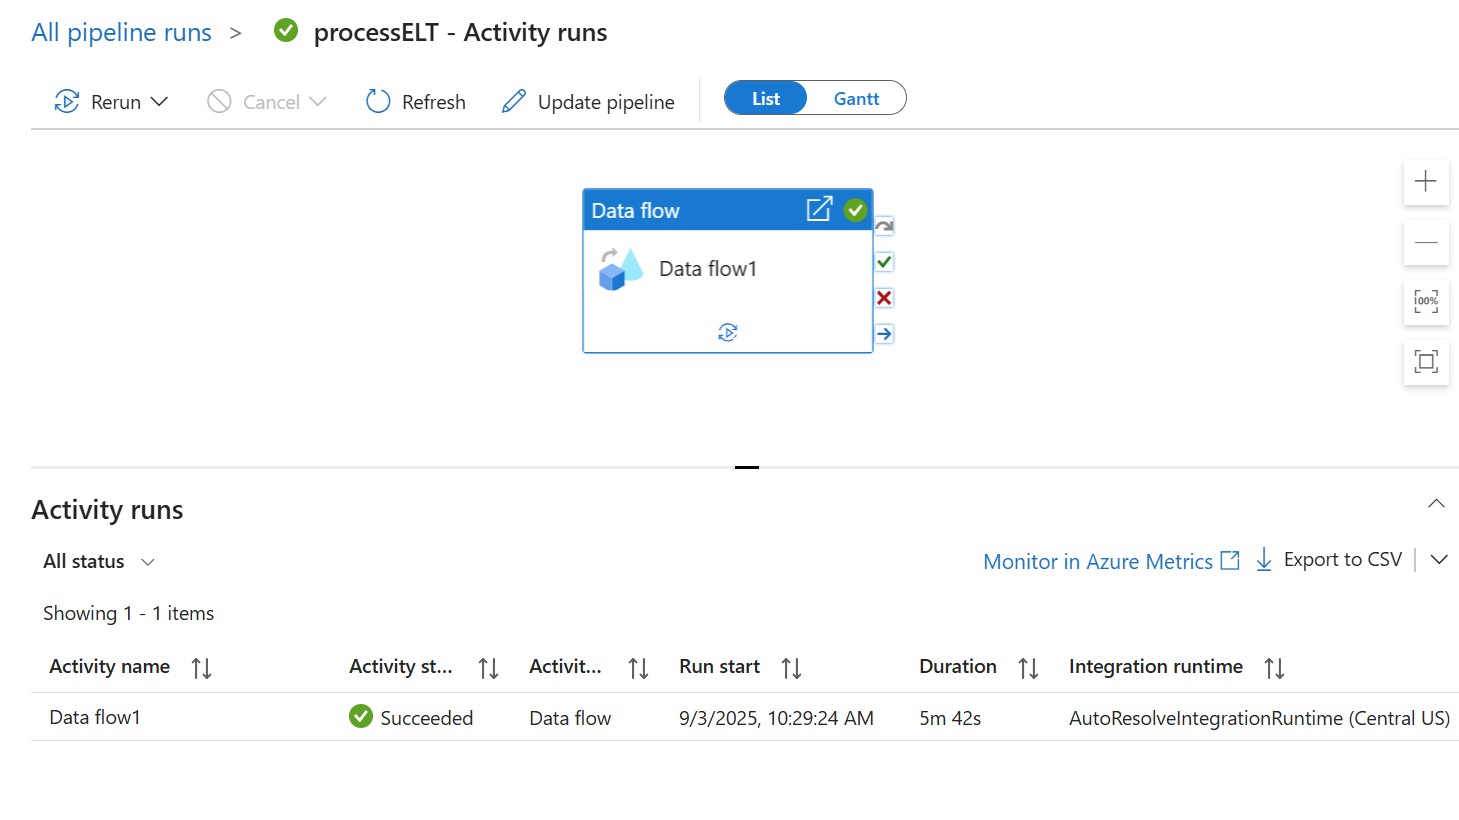 All pipeline runs > processELT - Activity runs
Rerun Cancel Refresh Update pipeline List Gantt
Data flow
Data flow1
100%
Activity runs
All status Monitor in Azure Metrics Export to CSV
Showing 1 - 1 items
Activity name Activity st... Activit... Run start Duration Integration runtime
Data flow1 Succeeded Data flow 9/3/2025, 10:29:24 AM 5m 42s AutoResolveIntegrationRuntime (Central US)